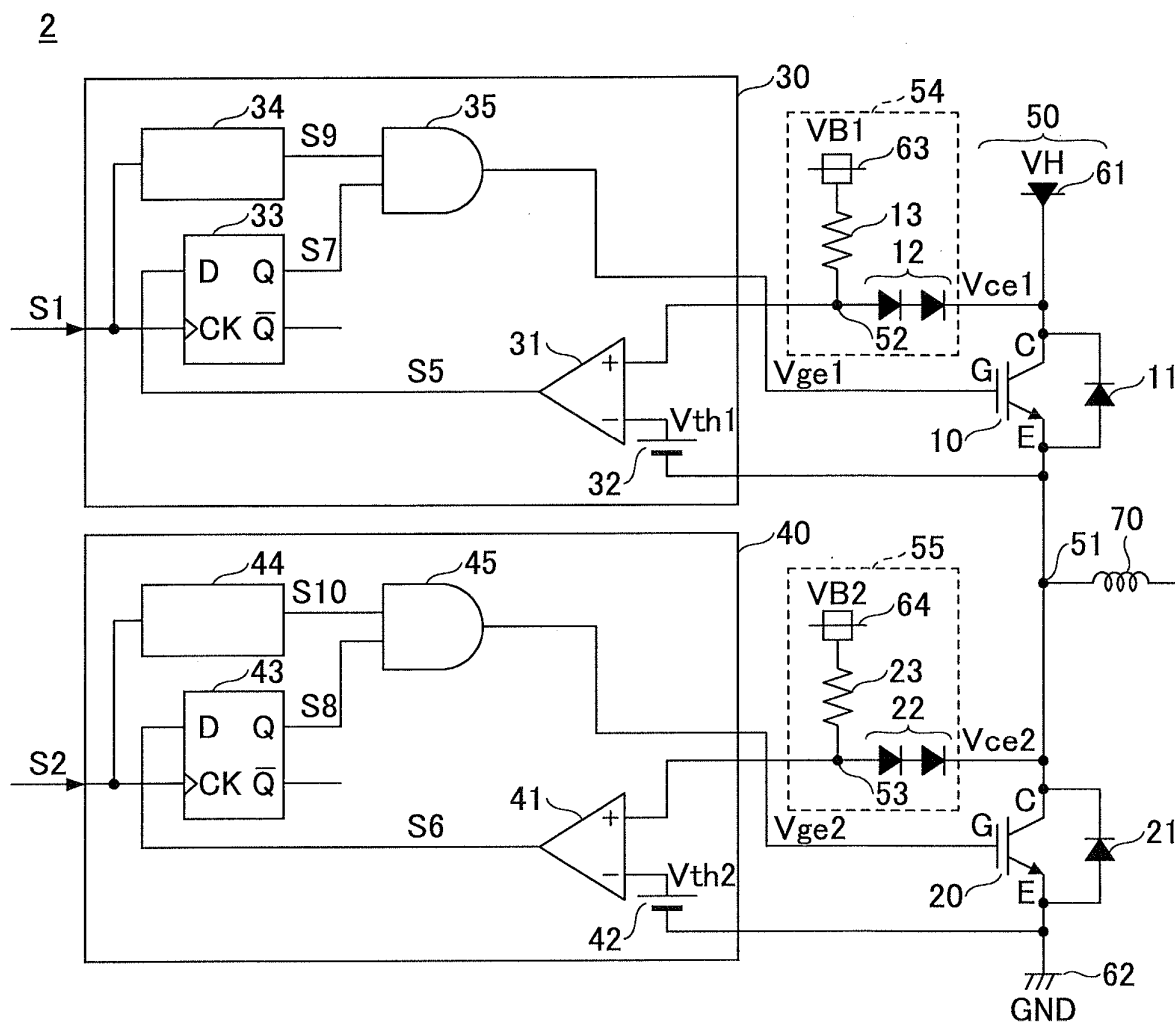 2
30
34
S9
35
33
S7
D Q
S1
CK Q̅
S5
31
+
−
Vth1
32
54
VB1
63
13
12
Vce1
52
Vge1
50
VH
61
C
G
E
10
11
40
44
S10
45
43
S8
D Q
S2
CK Q̅
S6
41
+
−
Vth2
42
55
VB2
64
23
22
Vce2
53
Vge2
51
70
C
G
E
20
21
62
GND